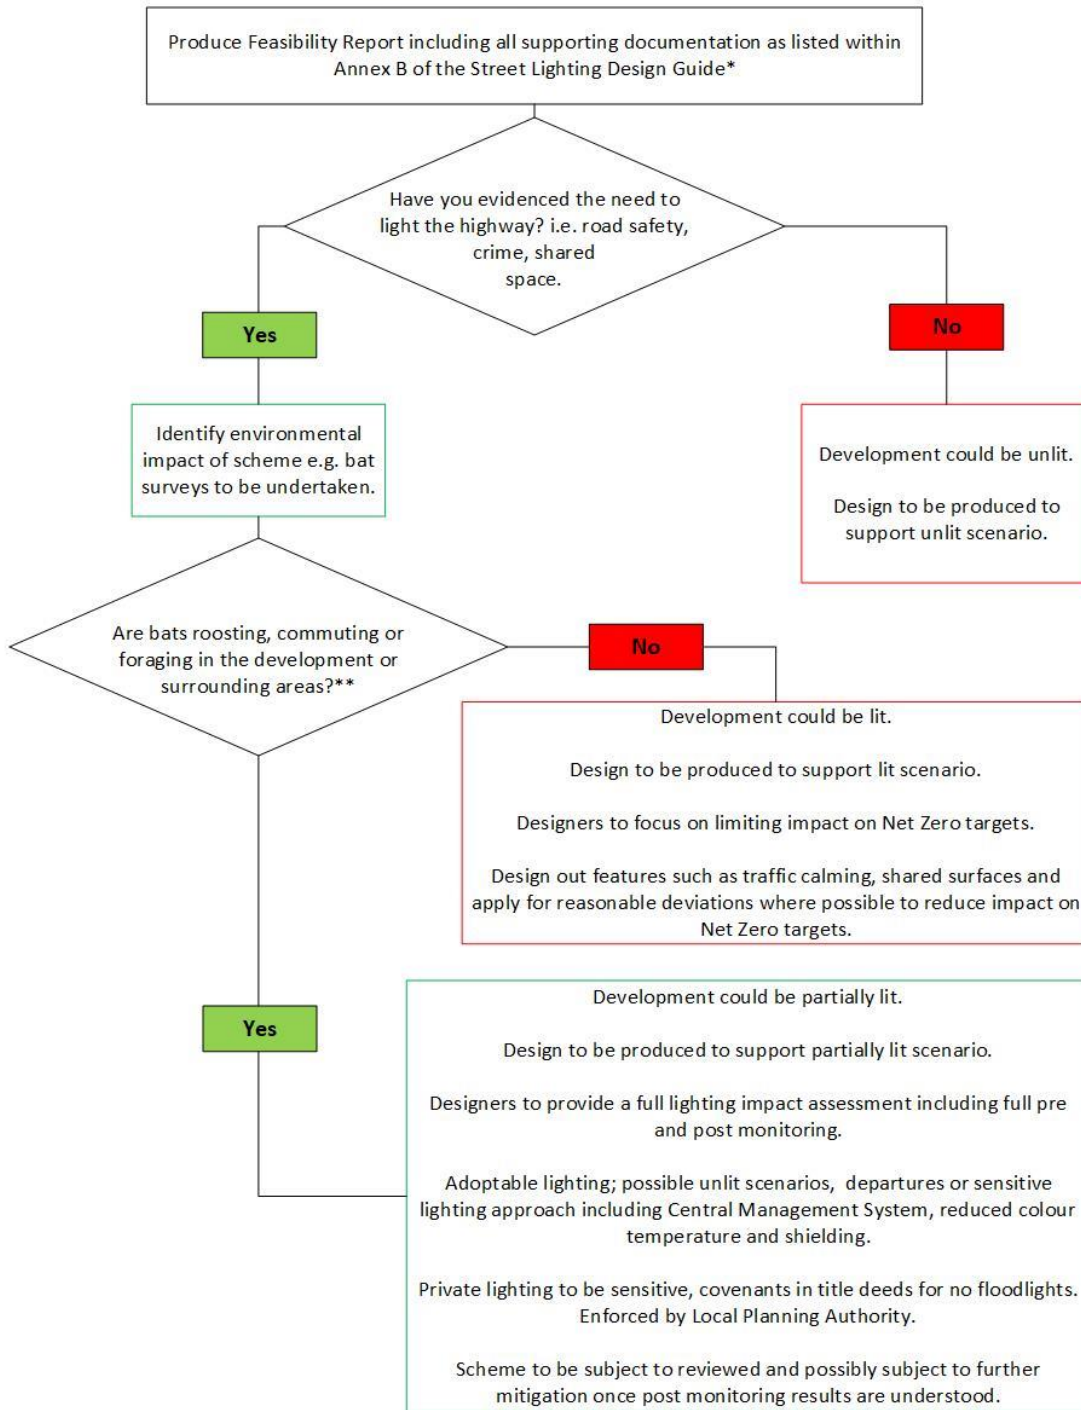 Produce Feasibility Report including all supporting documentation as listed within
Annex B of the Street Lighting Design Guide*
Have you evidenced the need to
light the highway? i.e. road safety,
crime, shared
space.
Yes
No
Identify environmental
impact of scheme e.g. bat
surveys to be undertaken.
Development could be unlit.
Design to be produced to
support unlit scenario.
Are bats roosting, commuting or
foraging in the development or
surrounding areas?**
No
Development could be lit.
Design to be produced to support lit scenario.
Designers to focus on limiting impact on Net Zero targets.
Design out features such as traffic calming, shared surfaces and
apply for reasonable deviations where possible to reduce impact on
Net Zero targets.
Yes
Development could be partially lit.
Design to be produced to support partially lit scenario.
Designers to provide a full lighting impact assessment including full pre
and post monitoring.
Adoptable lighting; possible unlit scenarios, departures or sensitive
lighting approach including Central Management System, reduced colour
temperature and shielding.
Private lighting to be sensitive, covenants in title deeds for no floodlights.
Enforced by Local Planning Authority.
Scheme to be subject to reviewed and possibly subject to further
mitigation once post monitoring results are understood.